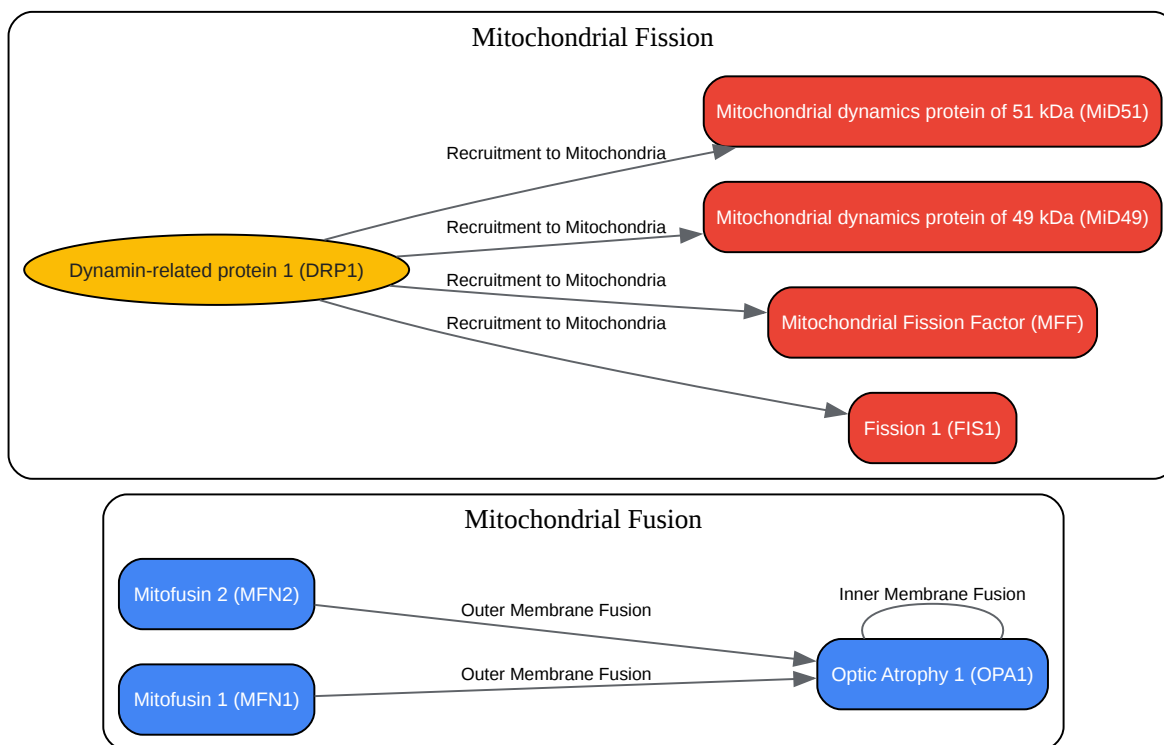 Mitochondrial Fission
Mitochondrial dynamics protein of 51 kDa (MiD51)
Recruitment to Mitochondria
Mitochondrial dynamics protein of 49 kDa (MiD49)
Recruitment to Mitochondria
Dynamin-related protein 1 (DRP1)
Recruitment to Mitochondria
Mitochondrial Fission Factor (MFF)
Recruitment to Mitochondria
Fission 1 (FIS1)
Mitochondrial Fusion
Mitofusin 2 (MFN2)
Outer Membrane Fusion
Inner Membrane Fusion
Mitofusin 1 (MFN1)
Outer Membrane Fusion
Optic Atrophy 1 (OPA1)